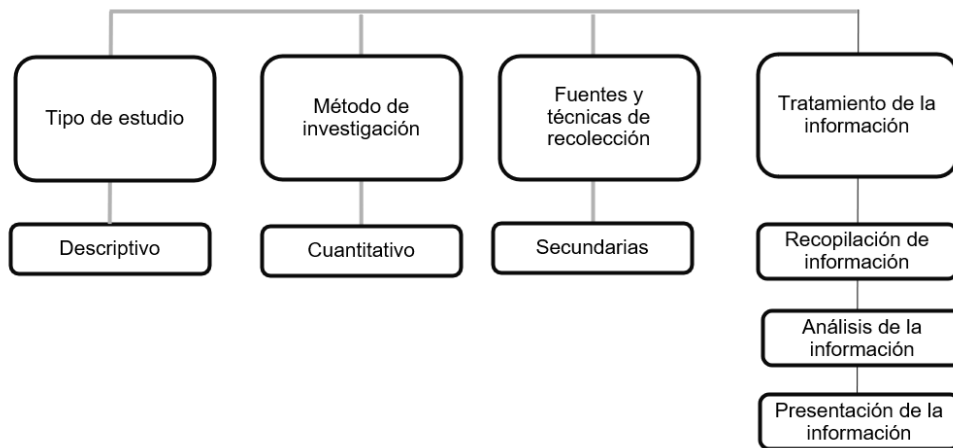 Tipo de estudio
Método de
investigación
Fuentes y
técnicas de
recolección
Tratamiento de la
información
Descriptivo
Cuantitativo
Secundarias
Recopilación de
información
Análisis de la
información
Presentación de la
información